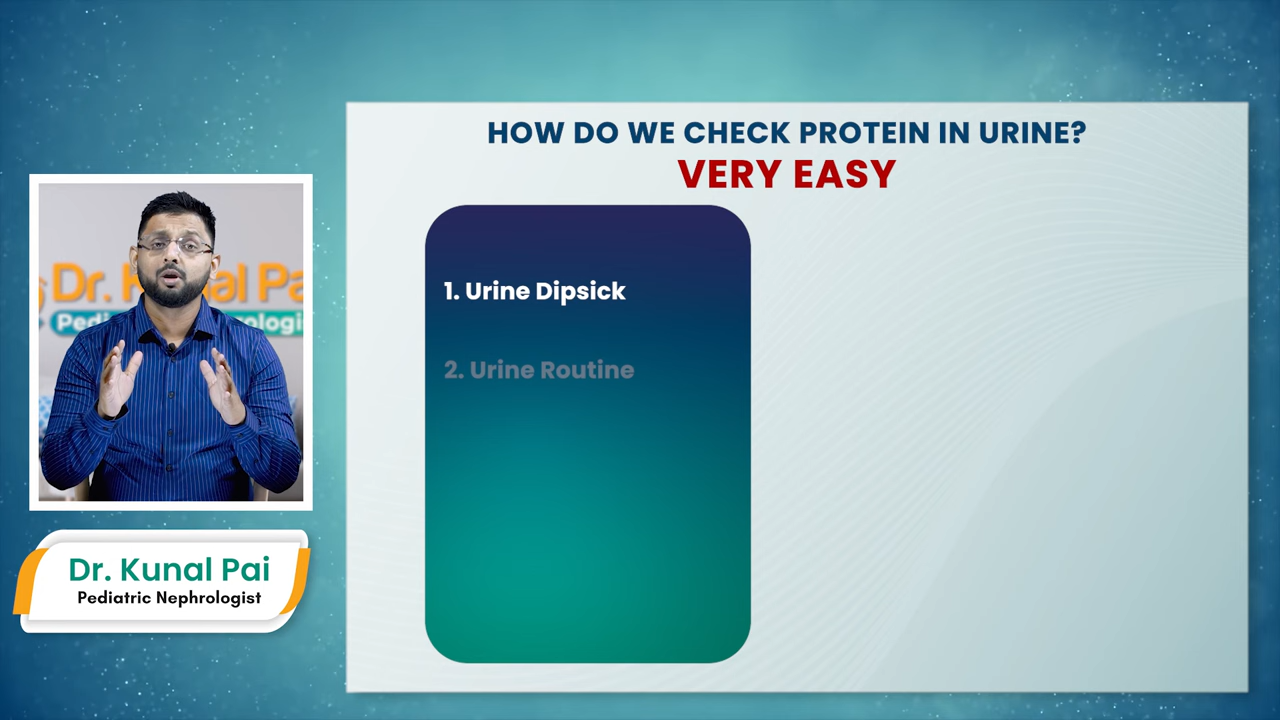 HOW DO WE CHECK PROTEIN IN URINE?
VERY EASY
1. Urine Dipsick
2. Urine Routine
Dr. Kunal Pai
Pediatric Nephrologist